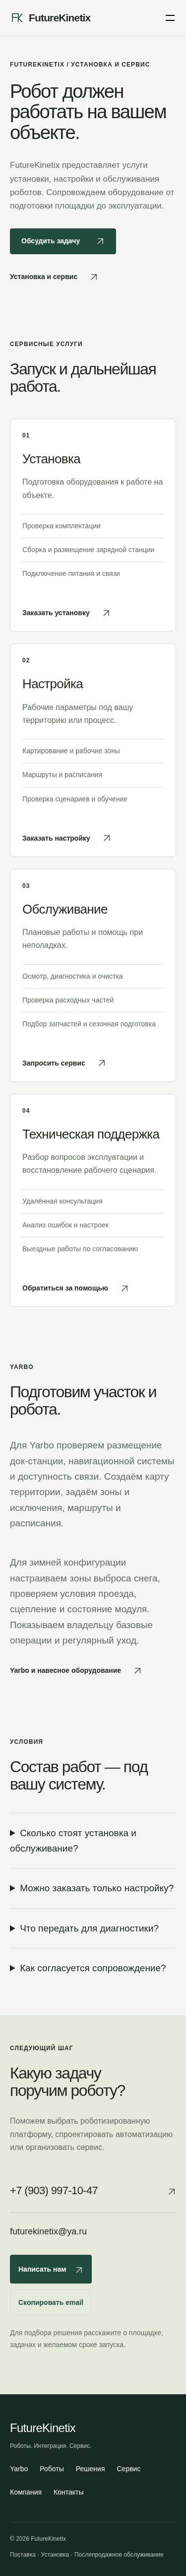 FutureKinetix
FUTUREKINETIX / УСТАНОВКА И СЕРВИС
Робот должен
работать на вашем
объекте.
FutureKinetix предоставляет услуги
установки, настройки и обслуживания
роботов. Сопровождаем оборудование от
подготовки площадки до эксплуатации.
Обсудить задачу
Установка и сервис
СЕРВИСНЫЕ УСЛУГИ
Запуск и дальнейшая
работа.
01
Установка
Подготовка оборудования к работе на
объекте.
Проверка комплектации
Сборка и размещение зарядной станции
Подключение питания и связи
Заказать установку
02
Настройка
Рабочие параметры под вашу
территорию или процесс.
Картирование и рабочие зоны
Маршруты и расписания
Проверка сценариев и обучение
Заказать настройку
03
Обслуживание
Плановые работы и помощь при
неполадках.
Осмотр, диагностика и очистка
Проверка расходных частей
Подбор запчастей и сезонная подготовка
Запросить сервис
04
Техническая поддержка
Разбор вопросов эксплуатации и
восстановление рабочего сценария.
Удалённая консультация
Анализ ошибок и настроек
Выездные работы по согласованию
Обратиться за помощью
YARBO
Подготовим участок и
робота.
Для Yarbo проверяем размещение
док-станции, навигационной системы
и доступность связи. Создаём карту
территории, задаём зоны и
исключения, маршруты и
расписания.
Для зимней конфигурации
настраиваем зоны выброса снега,
проверяем условия проезда,
сцепление и состояние модуля.
Показываем владельцу базовые
операции и регулярный уход.
Yarbo и навесное оборудование
УСЛОВИЯ
Состав работ — под
вашу систему.
Сколько стоят установка и
обслуживание?
Можно заказать только настройку?
Что передать для диагностики?
Как согласуется сопровождение?
СЛЕДУЮЩИЙ ШАГ
Какую задачу
поручим роботу?
Поможем выбрать роботизированную
платформу, спроектировать автоматизацию
или организовать сервис.
+7 (903) 997-10-47
futurekinetix@ya.ru
Написать нам
Скопировать email
Для подбора решения расскажите о площадке,
задачах и желаемом сроке запуска.
FutureKinetix
Роботы. Интеграция. Сервис.
Yarbo Роботы Решения Сервис
Компания Контакты
© 2026 FutureKinetix
Поставка · Установка · Послепродажное обслуживание